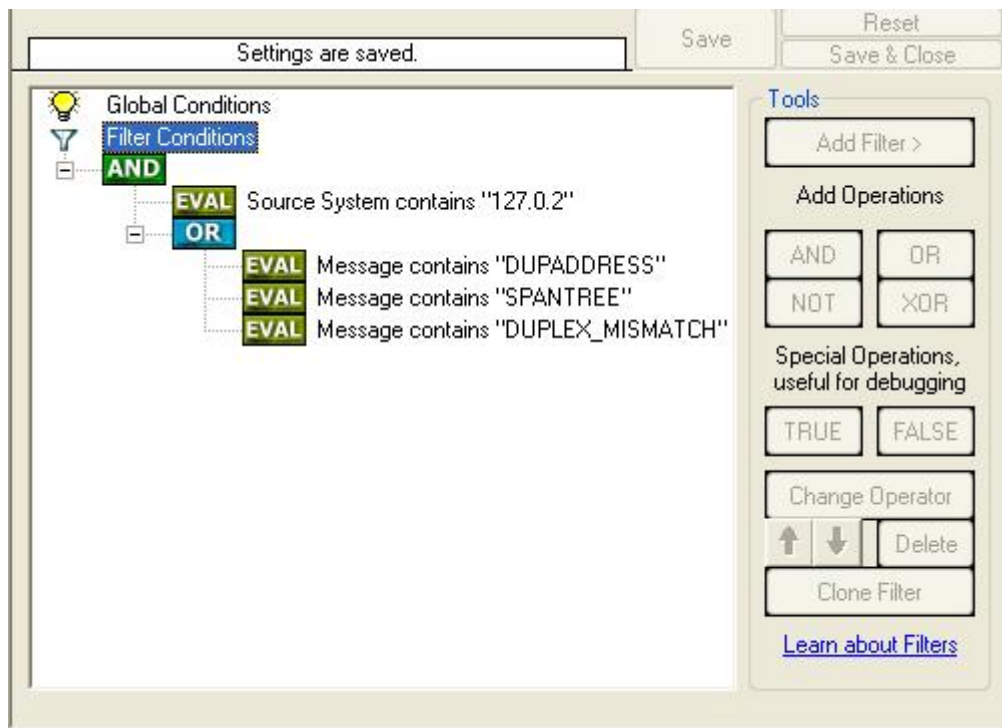 Settings are saved.
Save
Reset
Save & Close
Global Conditions
Filter Conditions
AND
EVAL Source System contains "127.0.2"
OR
EVAL Message contains "DUPADDRESS"
EVAL Message contains "SPANTREE"
EVAL Message contains "DUPLEX_MISMATCH"
Tools
Add Filter >
Add Operations
AND OR
NOT XOR
Special Operations,
useful for debugging
TRUE FALSE
Change Operator
Delete
Clone Filter
Learn about Filters